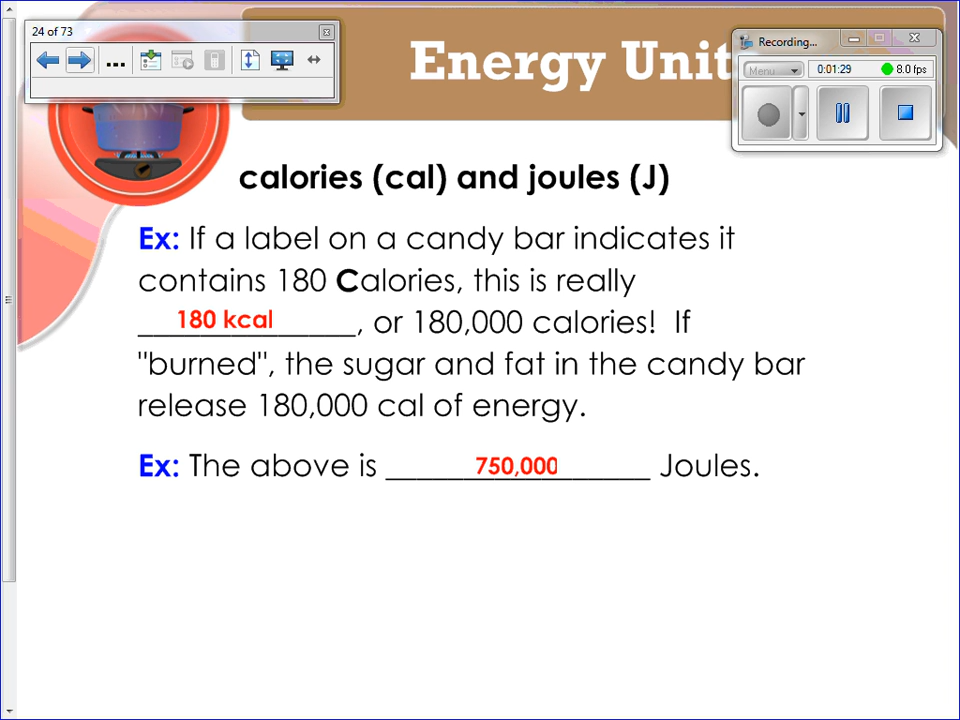 24 of 73
Energy Unit
Recording...
Menu
0:01:29
8.0 fps
calories (cal) and joules (J)
Ex: If a label on a candy bar indicates it
contains 180 Calories, this is really
180 kcal, or 180,000 calories! If
"burned", the sugar and fat in the candy bar
release 180,000 cal of energy.
Ex: The above is 750,000 Joules.